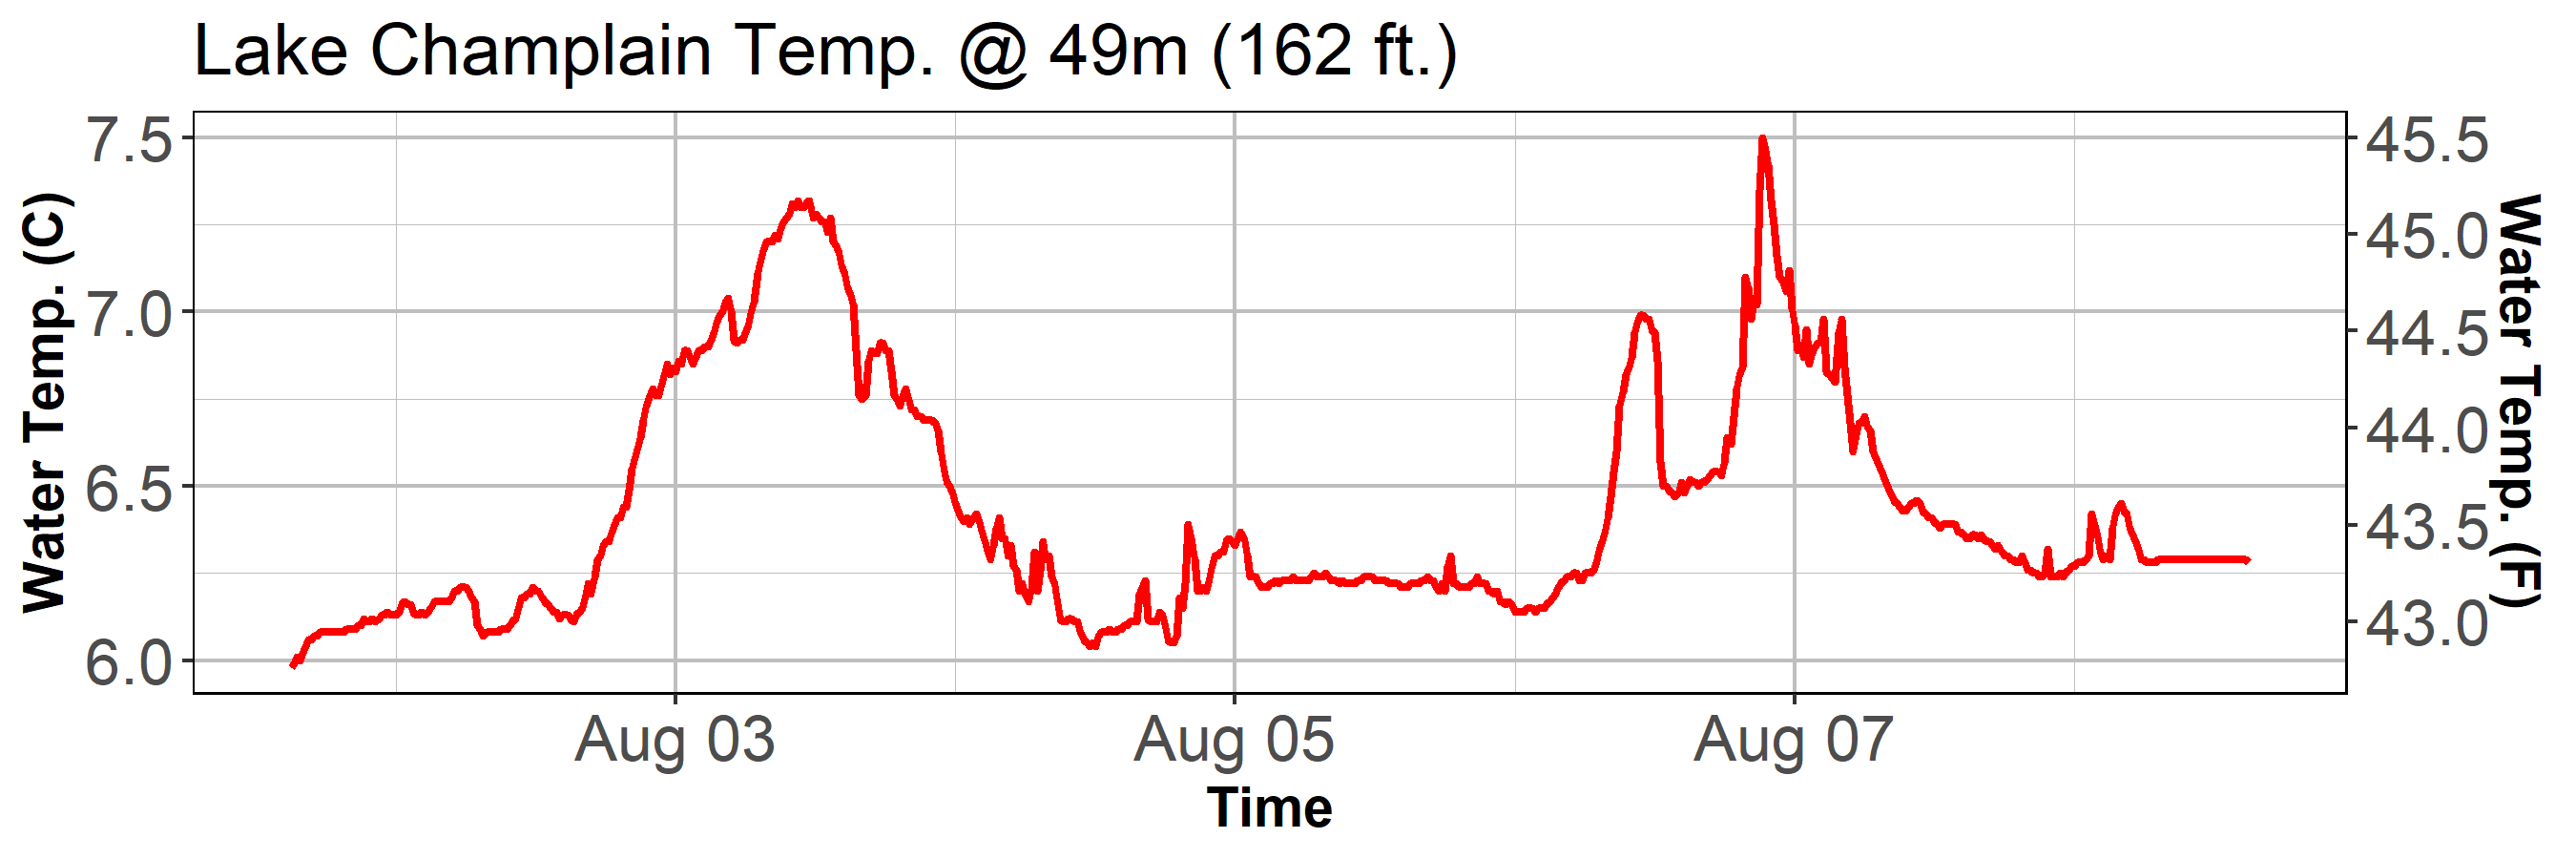 Lake Champlain Temp. @ 49m (162 ft.)
Water Temp. (C)
7.5
7.0
6.5
6.0
45.5
45.0
44.5
44.0
43.5
43.0
Water Temp. (F)
Aug 03 Aug 05 Aug 07
Time